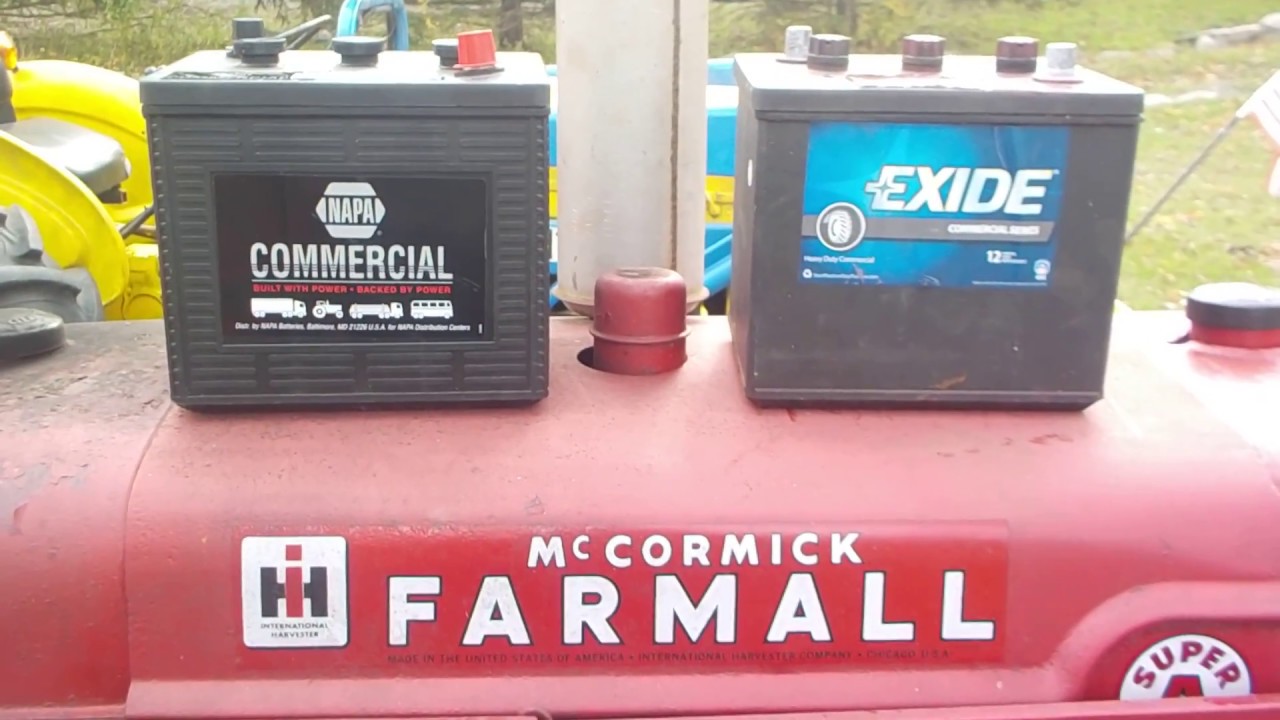 NAPA
COMMERCIAL
BUILT WITH POWER • BACKED BY POWER
Distr. by NAPA Batteries, Baltimore, MD 21226 U.S.A. for NAPA Distribution Centers
EXIDE
COMMERCIAL SERIES
Heavy Duty Commercial
12
IH
INTERNATIONAL
HARVESTER
McCORMICK
FARMALL
MADE IN THE UNITED STATES OF AMERICA • INTERNATIONAL HARVESTER COMPANY • CHICAGO U.S.A.
SUPER
A